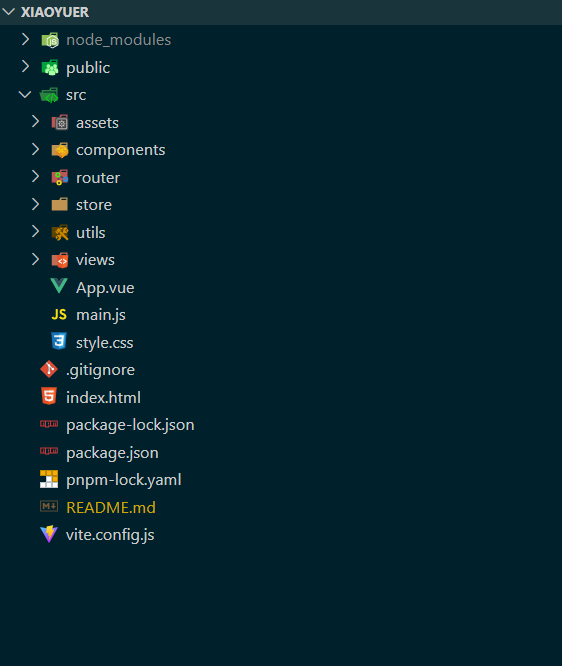 XIAOYUER
node_modules
public
src
assets
components
router
store
utils
views
App.vue
JS main.js
style.css
.gitignore
index.html
package-lock.json
package.json
pnpm-lock.yaml
README.md
vite.config.js